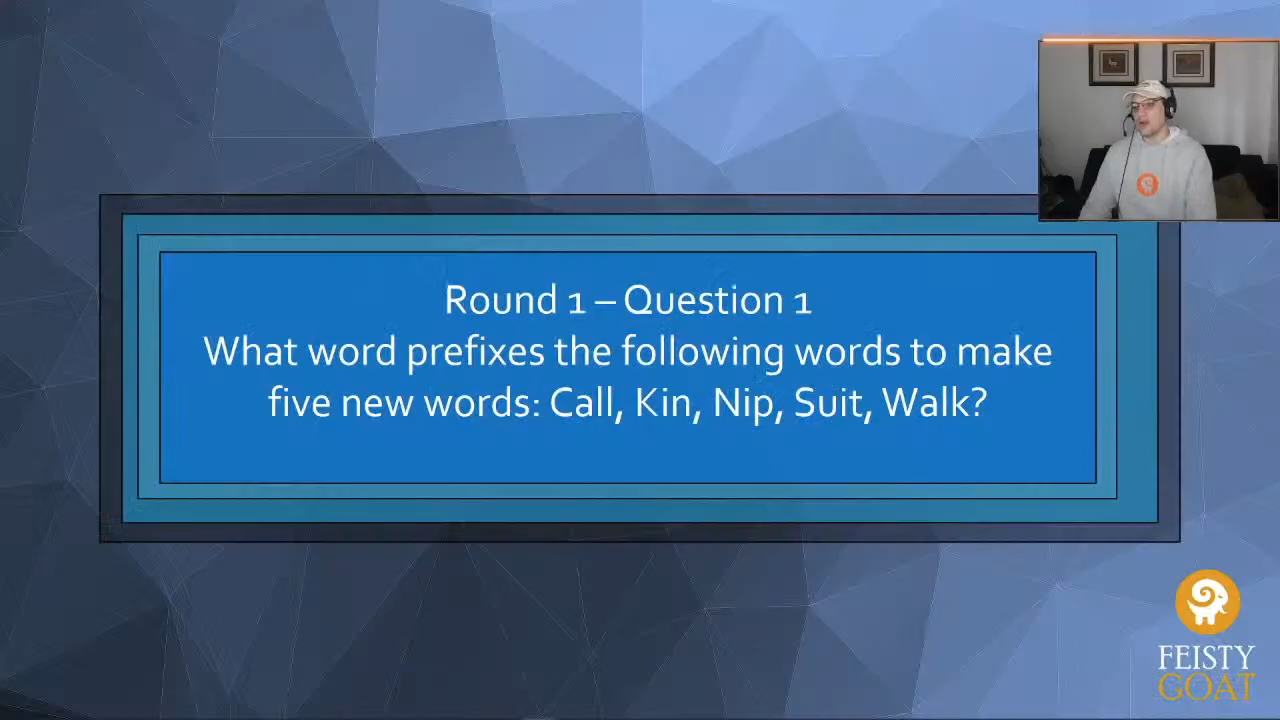 Round 1 – Question 1
What word prefixes the following words to make
five new words: Call, Kin, Nip, Suit, Walk?
FEISTY
GOAT